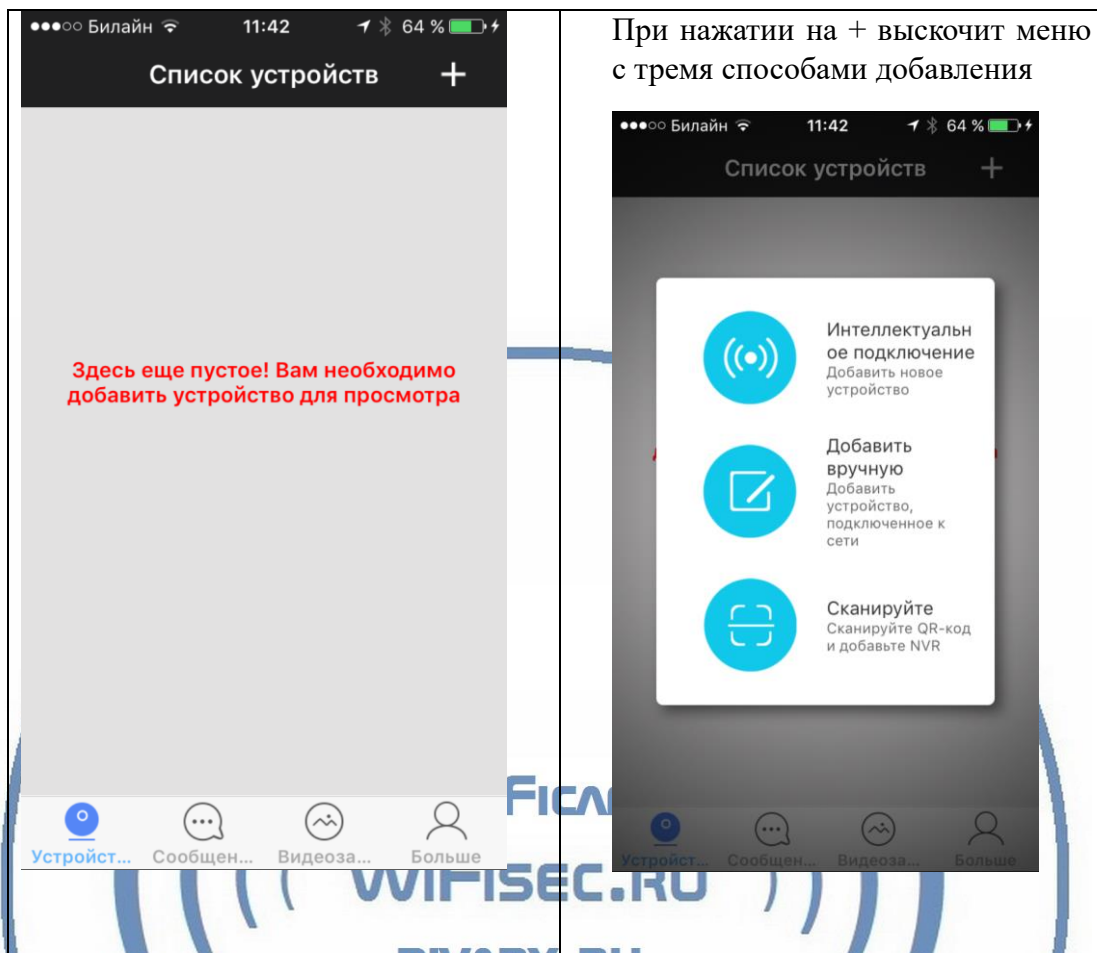 ●●●○○ Билайн 11:42 64 %
Список устройств +
Здесь еще пустое! Вам необходимо
добавить устройство для просмотра
Устройст... Сообщен... Видеоза... Больше
При нажатии на + выскочит меню
с тремя способами добавления
●●●○○ Билайн 11:42 64 %
Список устройств +
Интеллектуальн
ое подключение
Добавить новое
устройство
Добавить
вручную
Добавить
устройство,
подключенное к
сети
Сканируйте
Сканируйте QR-код
и добавьте NVR
Устройст... Сообщен... Видеоза... Больше
WIFISEC.RU